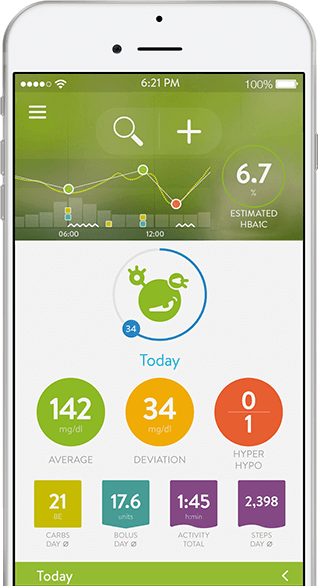 6:21 PM
100%
6.7
%
ESTIMATED
HBA1C
06:00
12:00
34
Today
142
mg/dl
AVERAGE
34
mg/dl
DEVIATION
0
1
HYPER
HYPO
21
BE
CARBS
DAY Ø
17.6
units
BOLUS
DAY Ø
1:45
h:min
ACTIVITY
TOTAL
2,398
STEPS
DAY Ø
Today